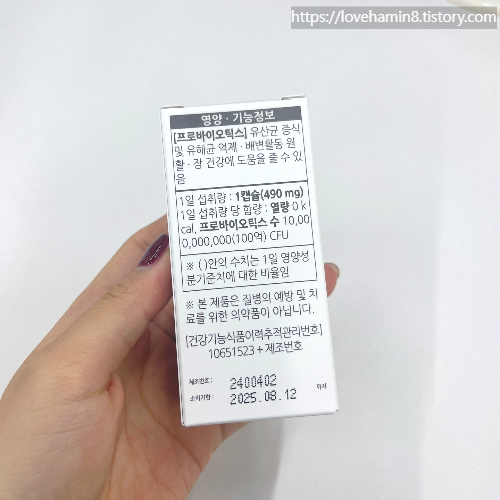 https://lovehamin8.tistory.com
영양·기능정보
[프로바이오틱스] 유산균 증식
및 유해균 억제·배변활동 원
활·장 건강에 도움을 줄 수 있
음
1일 섭취량 : 1캡슐(490 mg)
1일 섭취량 당 함량 : 열량 0 k
cal, 프로바이오틱스 수 10,00
0,000,000(100억) CFU
※ ( )안의 수치는 1일 영양성
분기준치에 대한 비율임
※ 본 제품은 질병의 예방 및 치
료를 위한 의약품이 아닙니다.
[건강기능식품이력추적관리번호]
10651523 + 제조번호
제조번호 : 2400402
소비기한 : 2025.08.12 까지